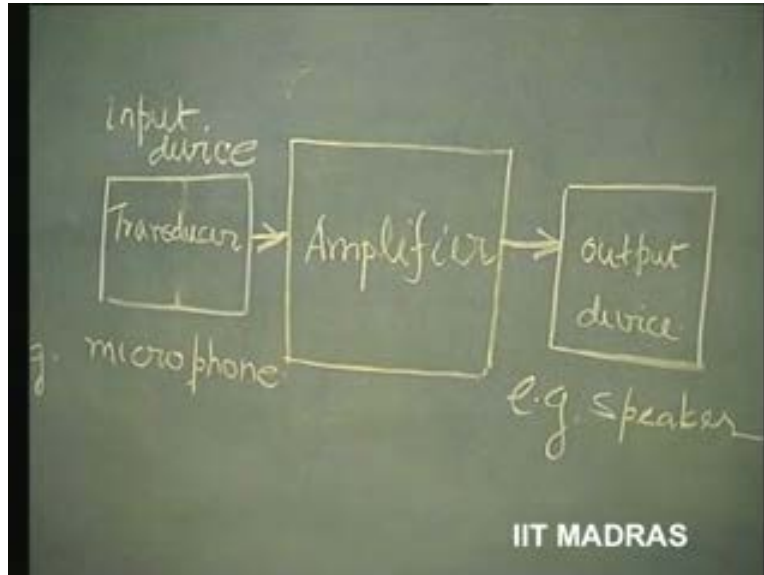 input
device
Transducer
g. microphone
Amplifier
output
device
e.g. speaker
IIT MADRAS